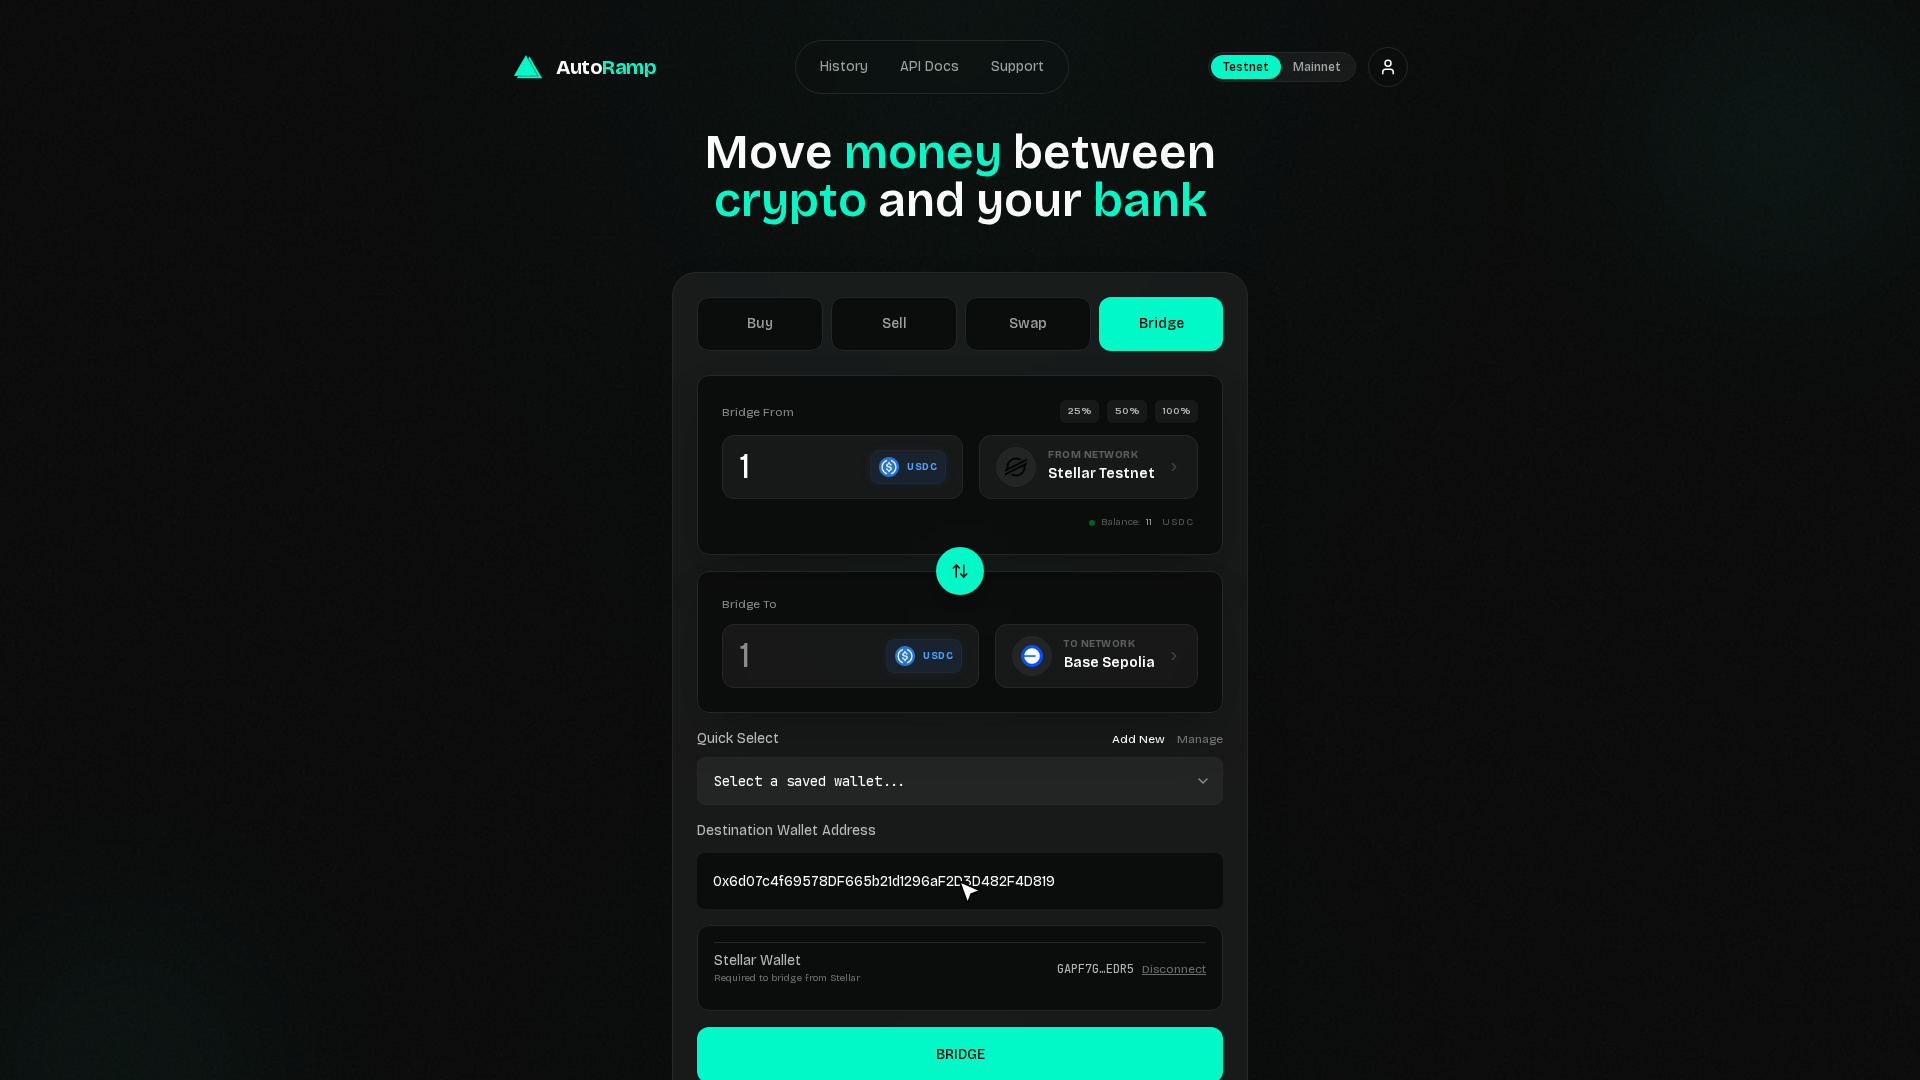 AutoRamp
History API Docs Support
Testnet Mainnet
Move money between
crypto and your bank
Buy Sell Swap Bridge
Bridge From
25% 50% 100%
1 USDC
FROM NETWORK
Stellar Testnet
Balance: 11 USDC
Bridge To
1 USDC
TO NETWORK
Base Sepolia
Quick Select
Add New Manage
Select a saved wallet...
Destination Wallet Address
0x6d07c4f69578DF665b21d1296aF2D3D482F4D819
Stellar Wallet
Required to bridge from Stellar
GAPF7G…EDR5 Disconnect
BRIDGE